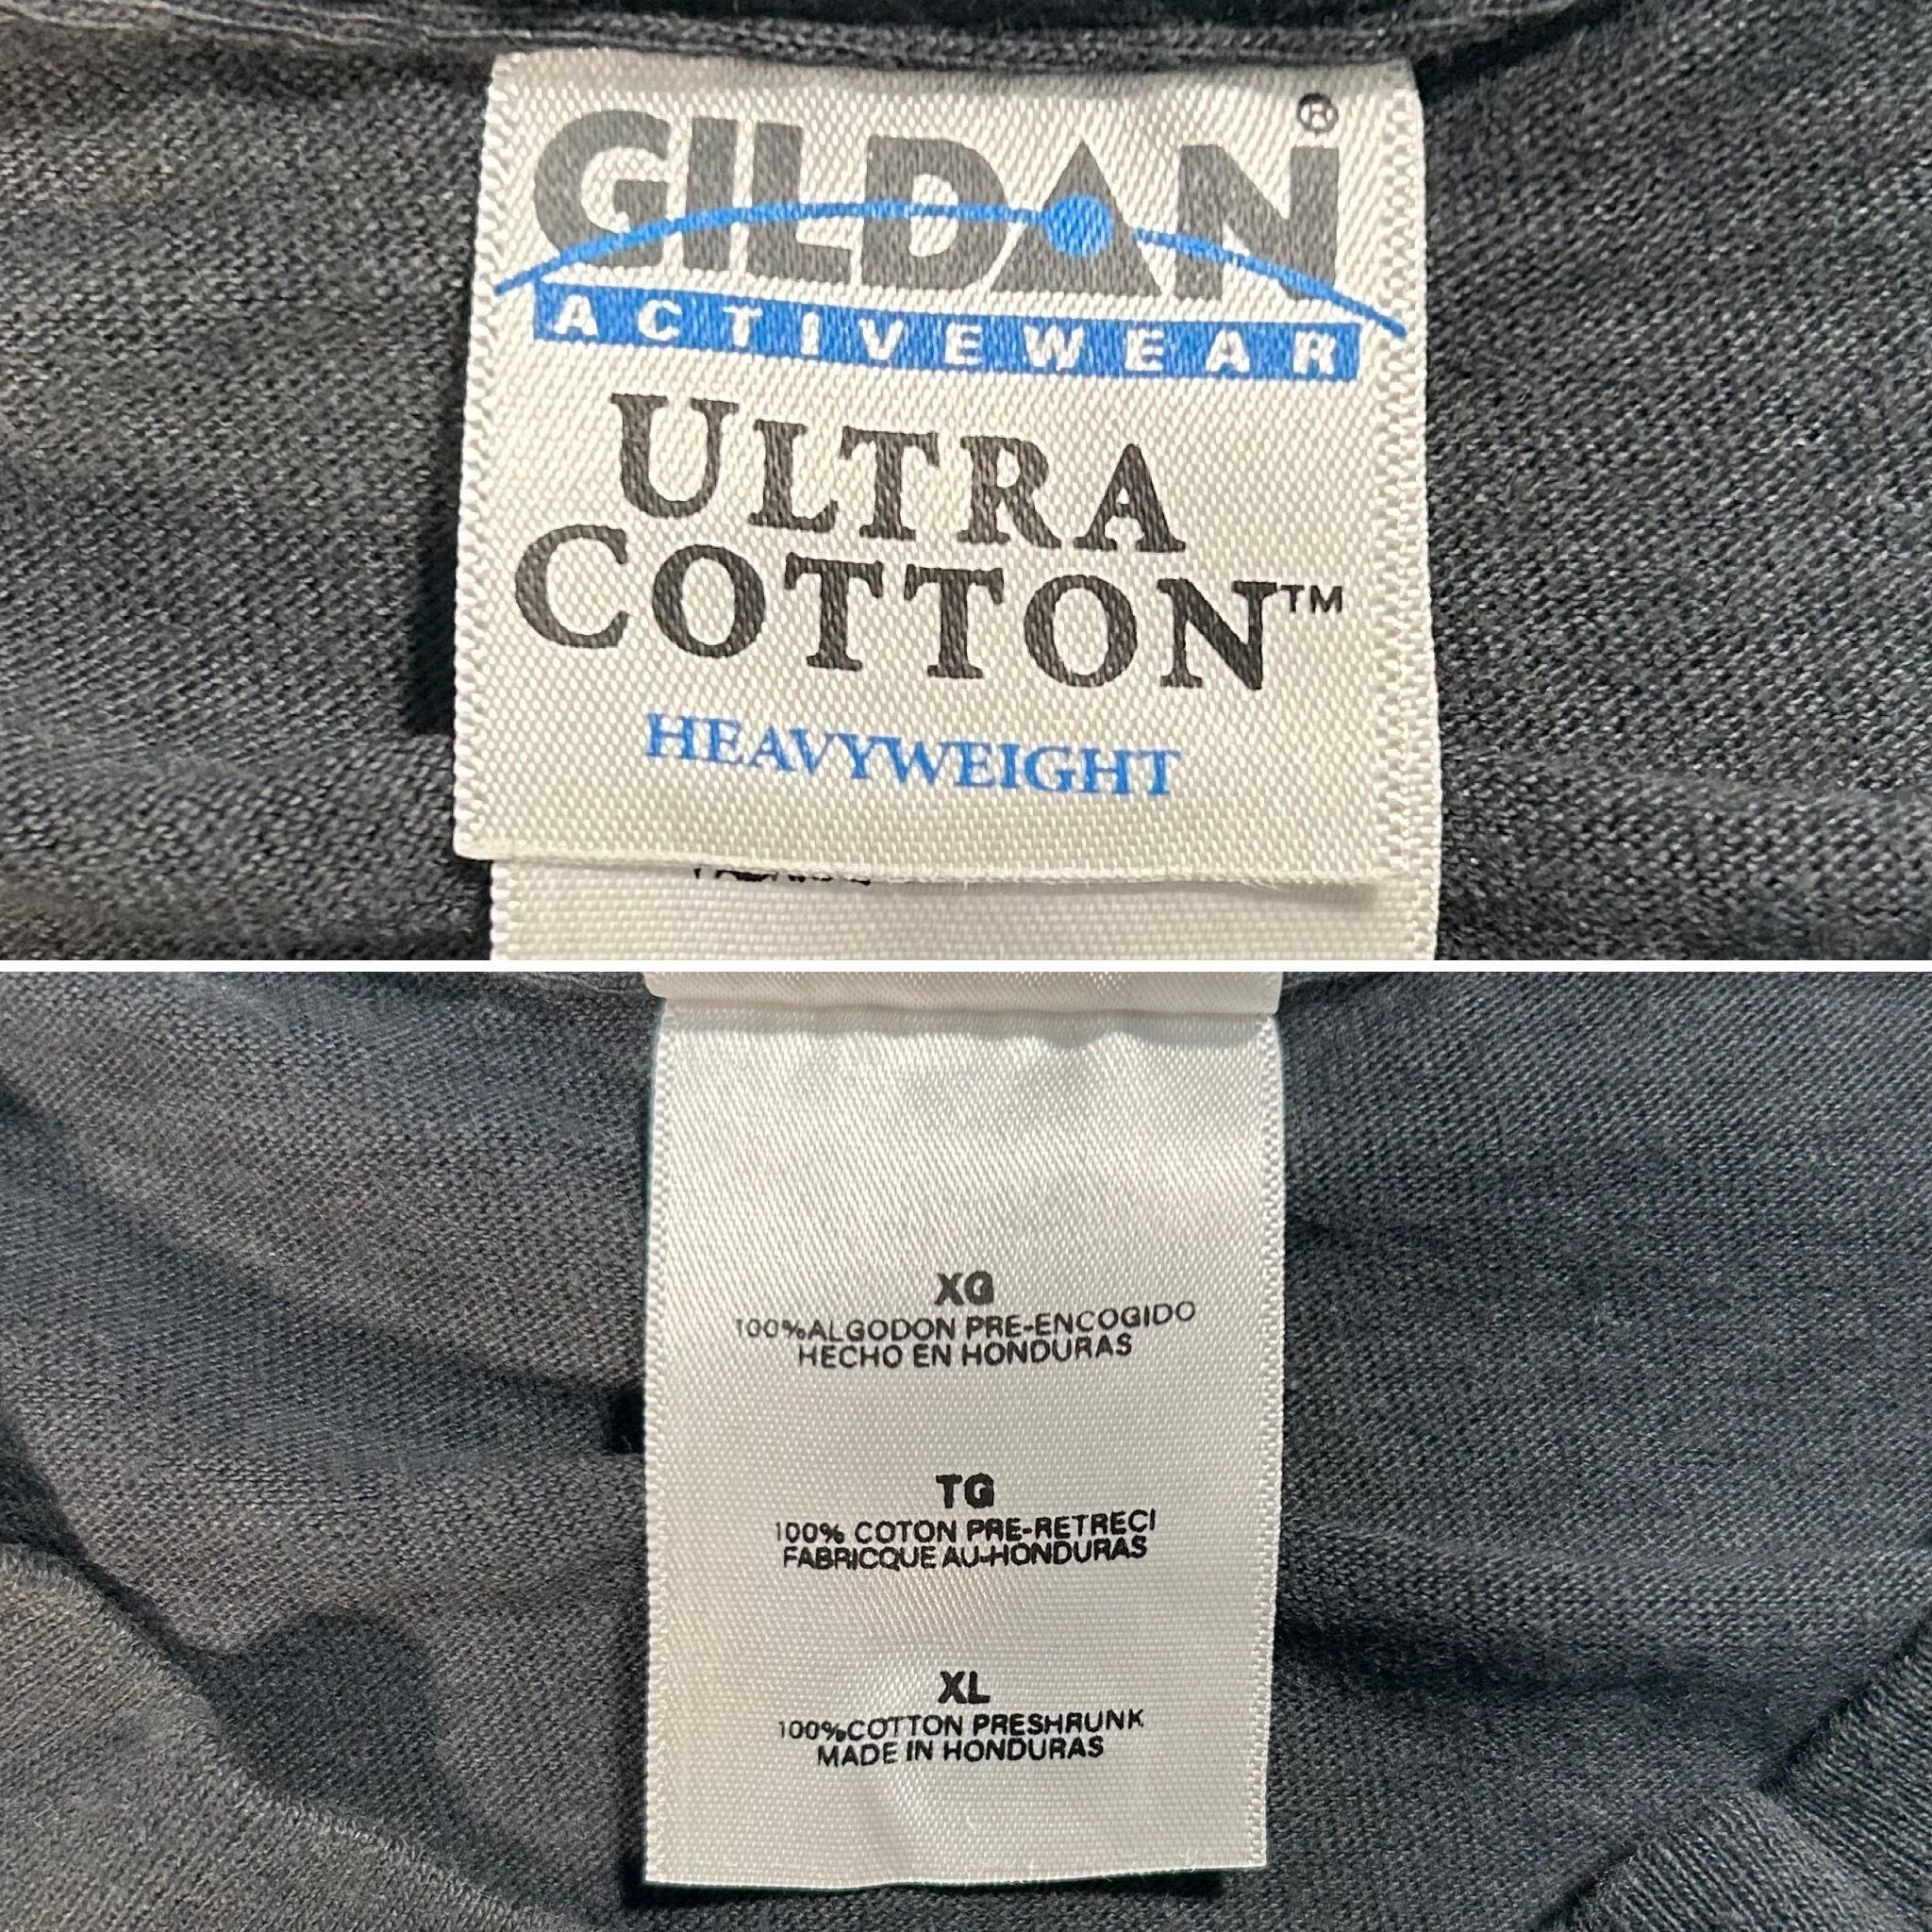 GILDAN®
ACTIVEWEAR
ULTRA
COTTON™
HEAVYWEIGHT
XG
100%ALGODON PRE-ENCOGIDO
HECHO EN HONDURAS
TG
100% COTON PRE-RETRECI
FABRICQUE AU-HONDURAS
XL
100%COTTON PRESHRUNK
MADE IN HONDURAS